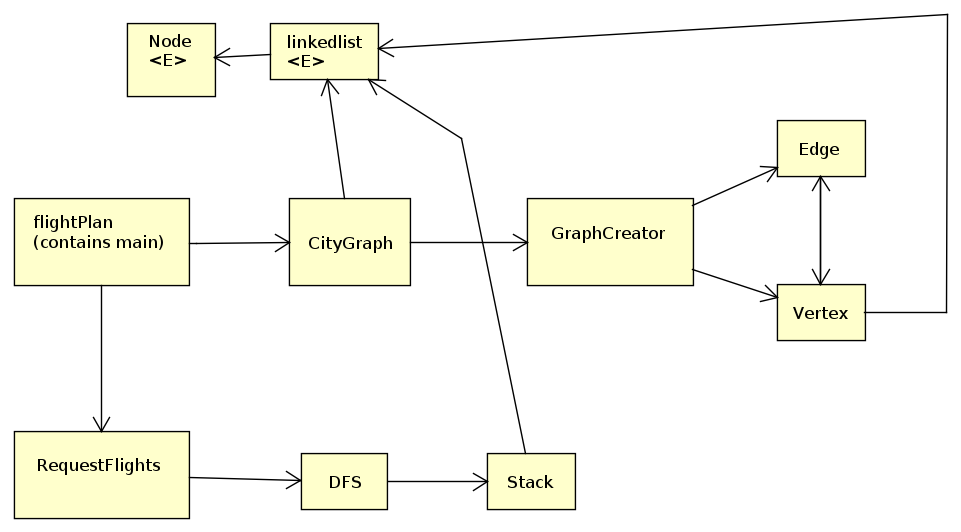 Node
<E>
linkedlist
<E>
Edge
flightPlan
(contains main)
CityGraph
GraphCreator
Vertex
RequestFlights
DFS
Stack